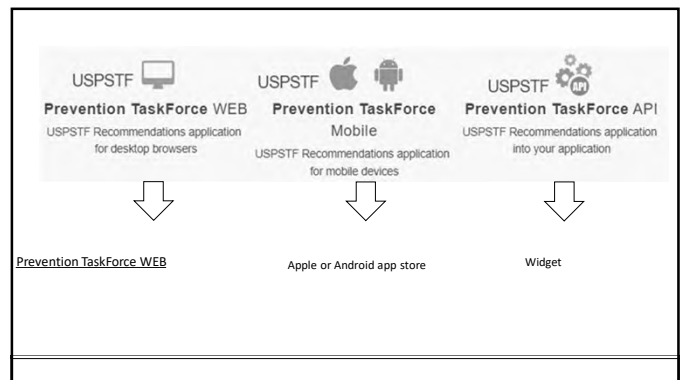 USPSTF
Prevention TaskForce WEB
USPSTF Recommendations application
for desktop browsers
USPSTF
Prevention TaskForce
Mobile
USPSTF Recommendations application
for mobile devices
USPSTF API
Prevention TaskForce API
USPSTF Recommendations application
into your application
Prevention TaskForce WEB
Apple or Android app store
Widget